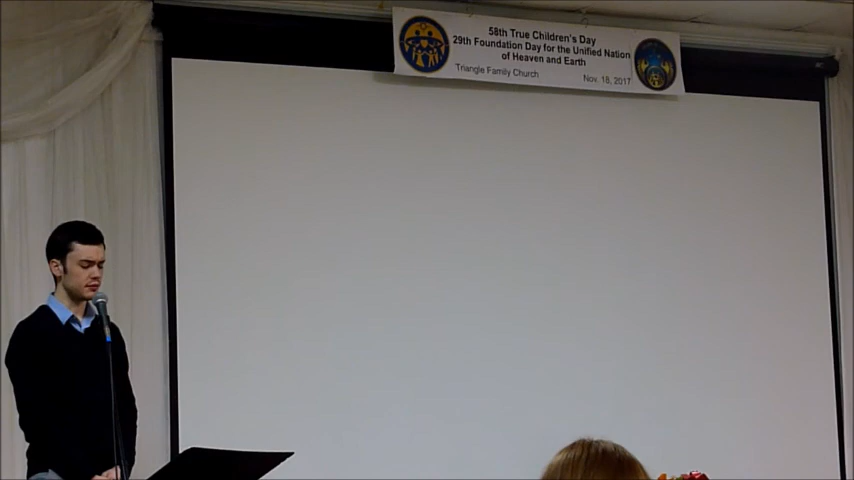 58th True Children's Day
29th Foundation Day for the Unified Nation
of Heaven and Earth
Triangle Family Church
Nov. 18, 2017